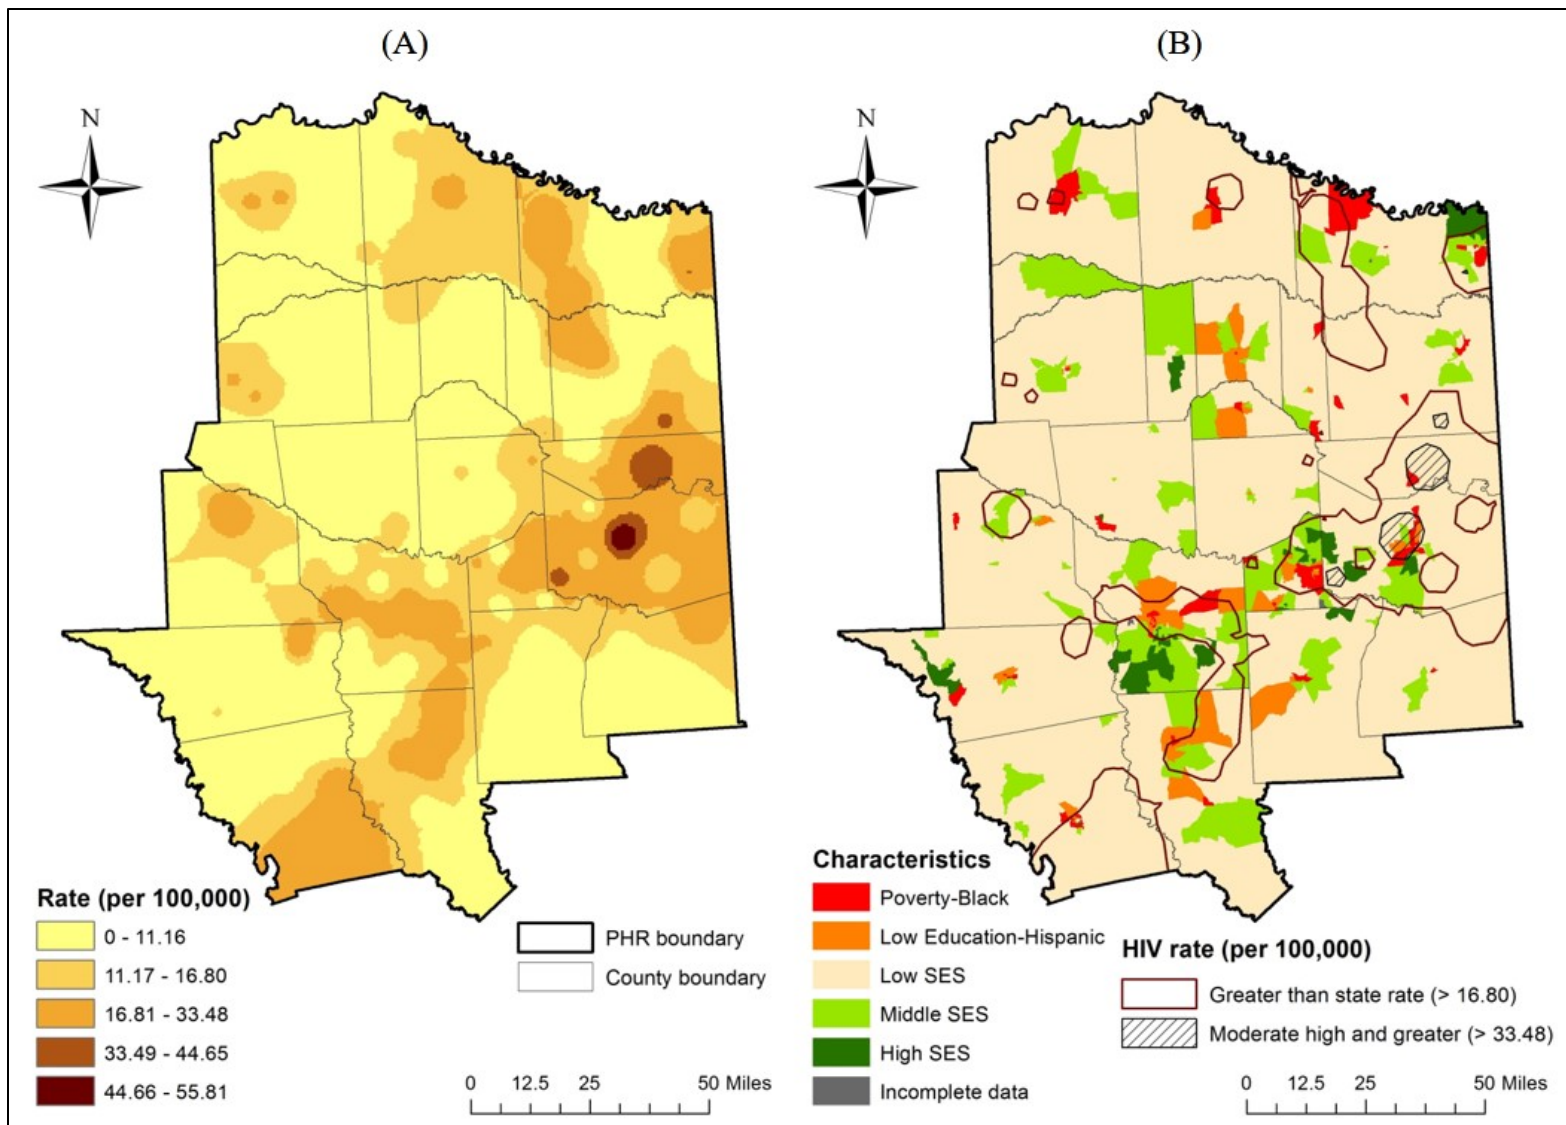 (A)
(B)
N
N
Rate (per 100,000)
0 - 11.16
11.17 - 16.80
16.81 - 33.48
33.49 - 44.65
44.66 - 55.81
PHR boundary
County boundary
0 12.5 25 50 Miles
Characteristics
Poverty-Black
Low Education-Hispanic
Low SES
Middle SES
High SES
Incomplete data
HIV rate (per 100,000)
Greater than state rate (> 16.80)
Moderate high and greater (> 33.48)
0 12.5 25 50 Miles